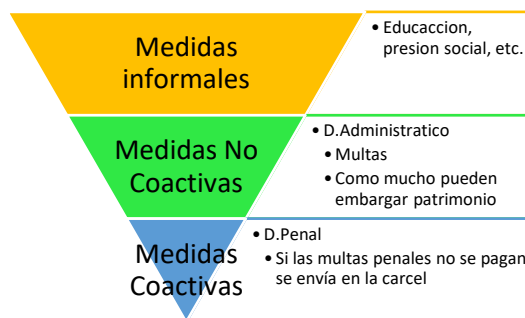 Medidas
informales
• Educaccion,
presion social, etc.
Medidas No
Coactivas
• D.Administratico
• Multas
• Como mucho pueden
embargar patrimonio
Medidas
Coactivas
• D.Penal
• Si las multas penales no se pagan
se envía en la carcel